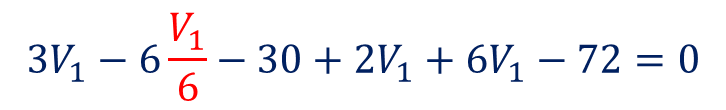 3V₁ − 6 V₁/6 − 30 + 2V₁ + 6V₁ − 72 = 0